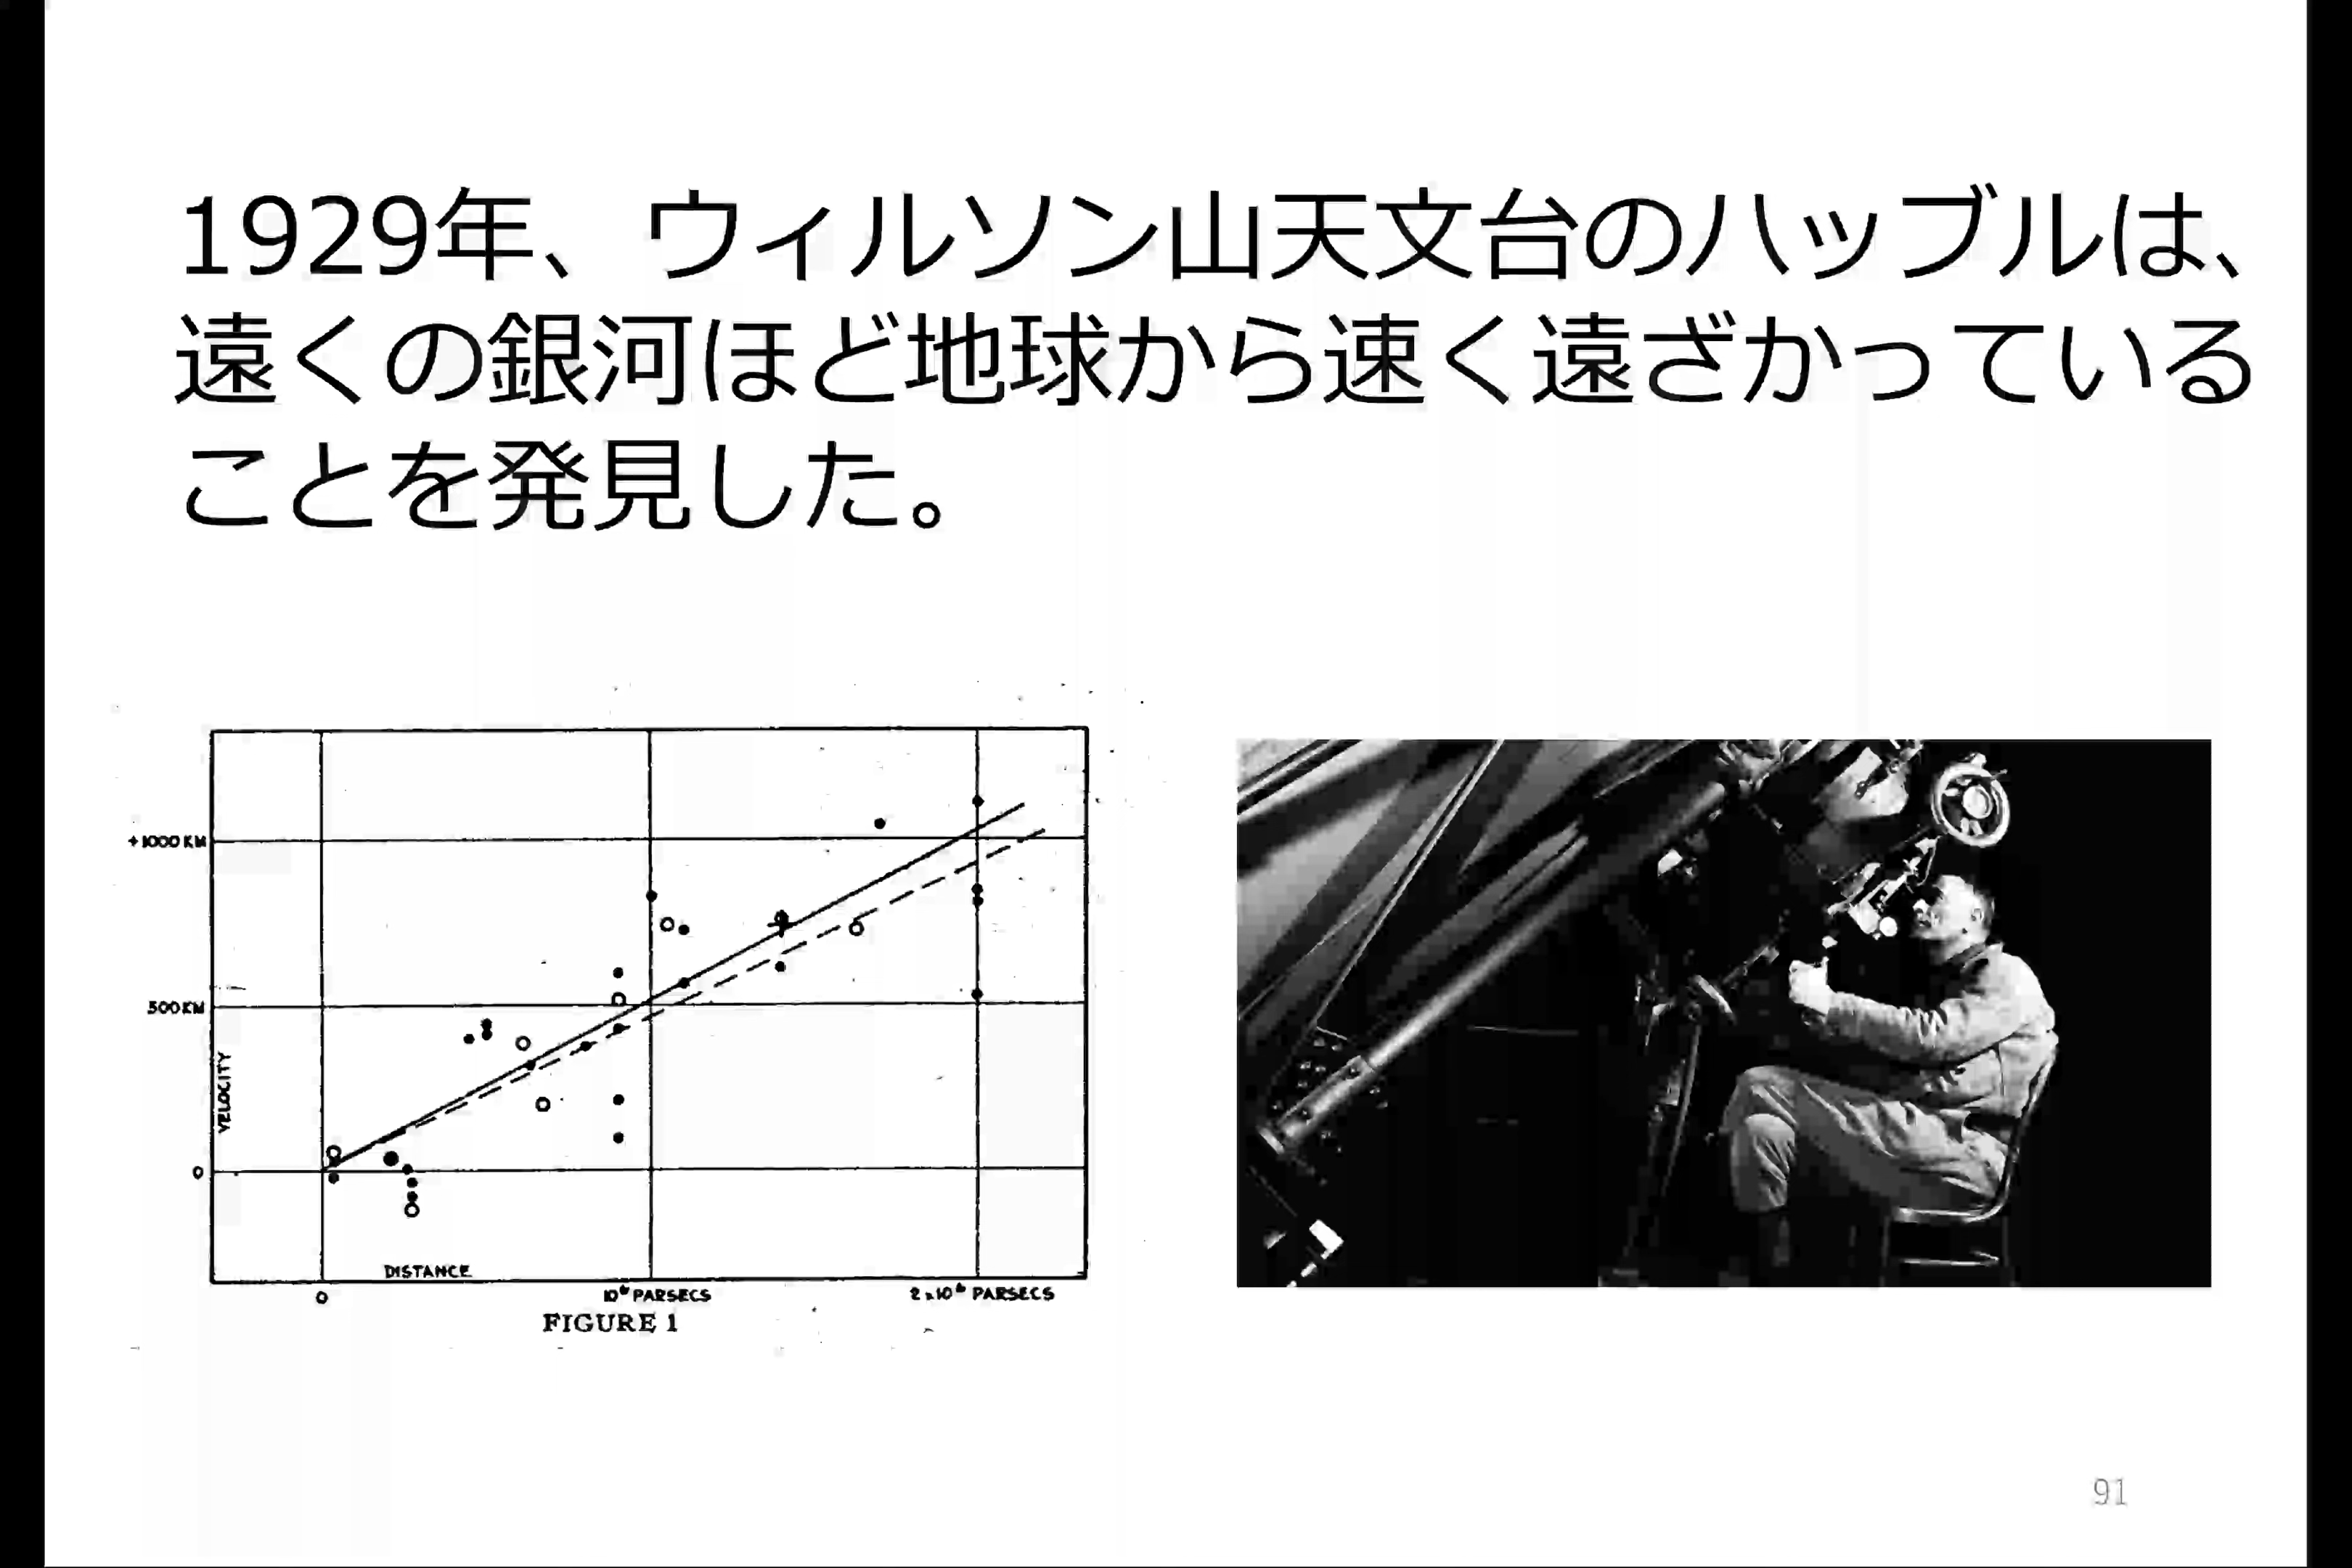 1929年、ウィルソン山天文台のハッブルは、
遠くの銀河ほど地球から速く遠ざかっている
ことを発見した。
+1000 KM
500 KM
VELOCITY
0
DISTANCE
0
10⁶ PARSECS
2×10⁶ PARSECS
FIGURE 1
91